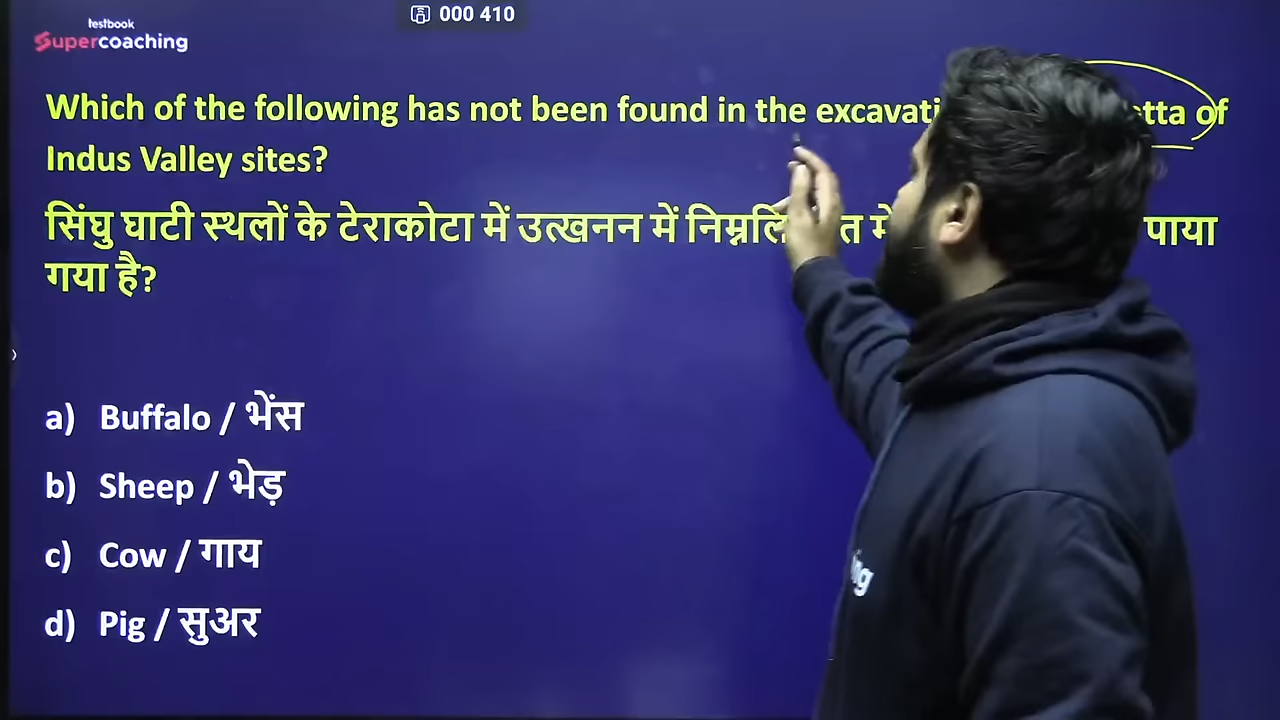 testbook
Supercoaching
000 410
Which of the following has not been found in the excavati etta of
Indus Valley sites?
सिंघु घाटी स्थलों के टेराकोटा में उत्खनन में निम्नलि त में पाया
गया है?
a) Buffalo / भेंस
b) Sheep / भेड़
c) Cow / गाय
d) Pig / सुअर
ing